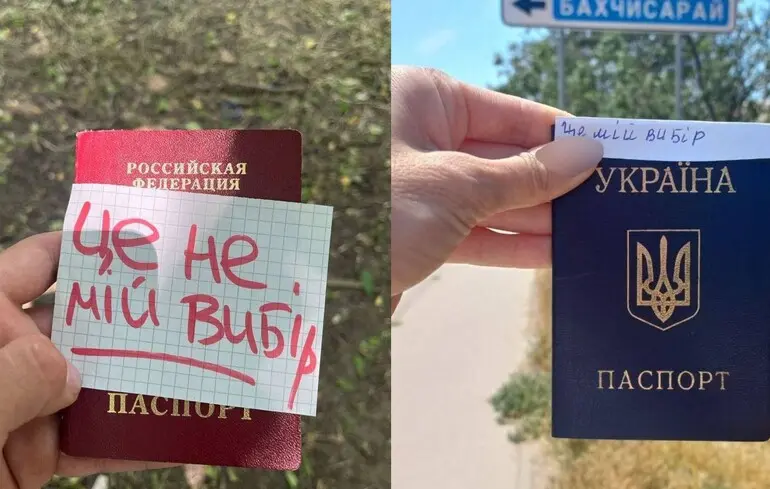 РОССИЙСКАЯ
ФЕДЕРАЦИЯ
це не
мій вибір
ПАСПОРТ
БАХЧИСАРАЙ
це мій вибір
УКРАЇНА
ПАСПОРТ